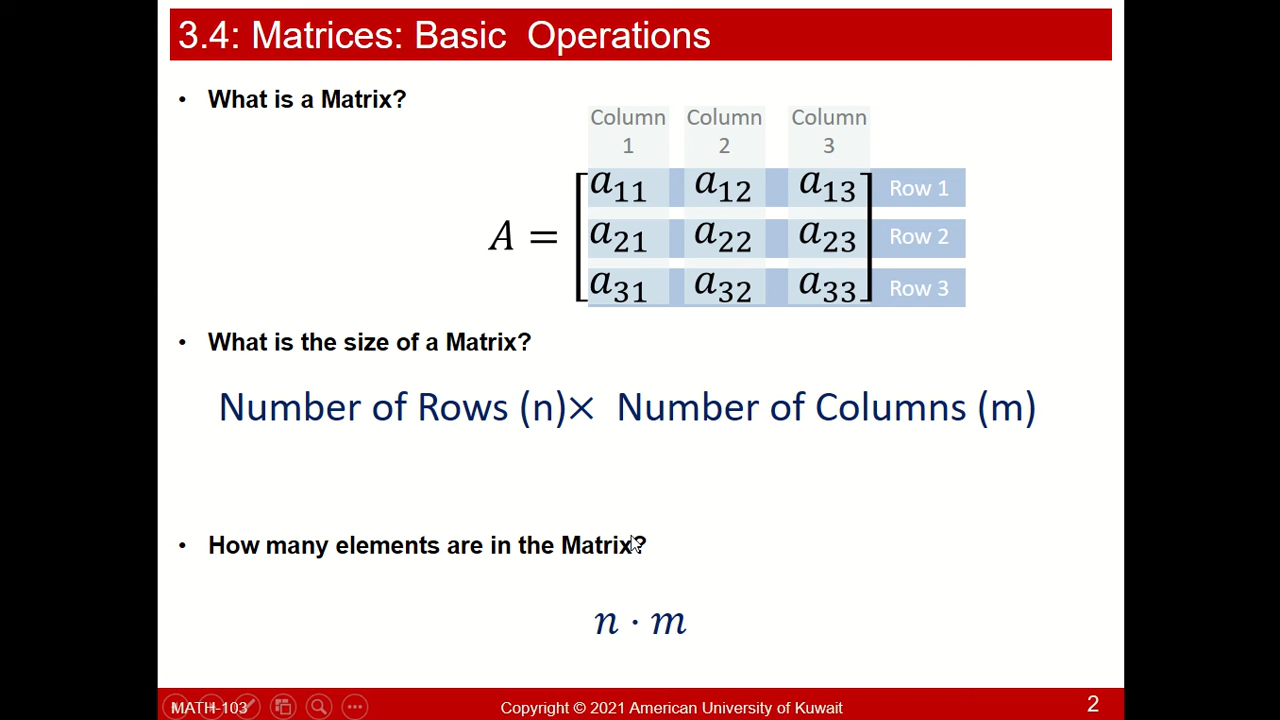 3.4: Matrices: Basic Operations
• What is a Matrix?
Column 1 Column 2 Column 3
A = [a₁₁ a₁₂ a₁₃] Row 1
[a₂₁ a₂₂ a₂₃] Row 2
[a₃₁ a₃₂ a₃₃] Row 3
• What is the size of a Matrix?
Number of Rows (n)× Number of Columns (m)
• How many elements are in the Matrix?
n · m
MATH-103 Copyright © 2021 American University of Kuwait 2